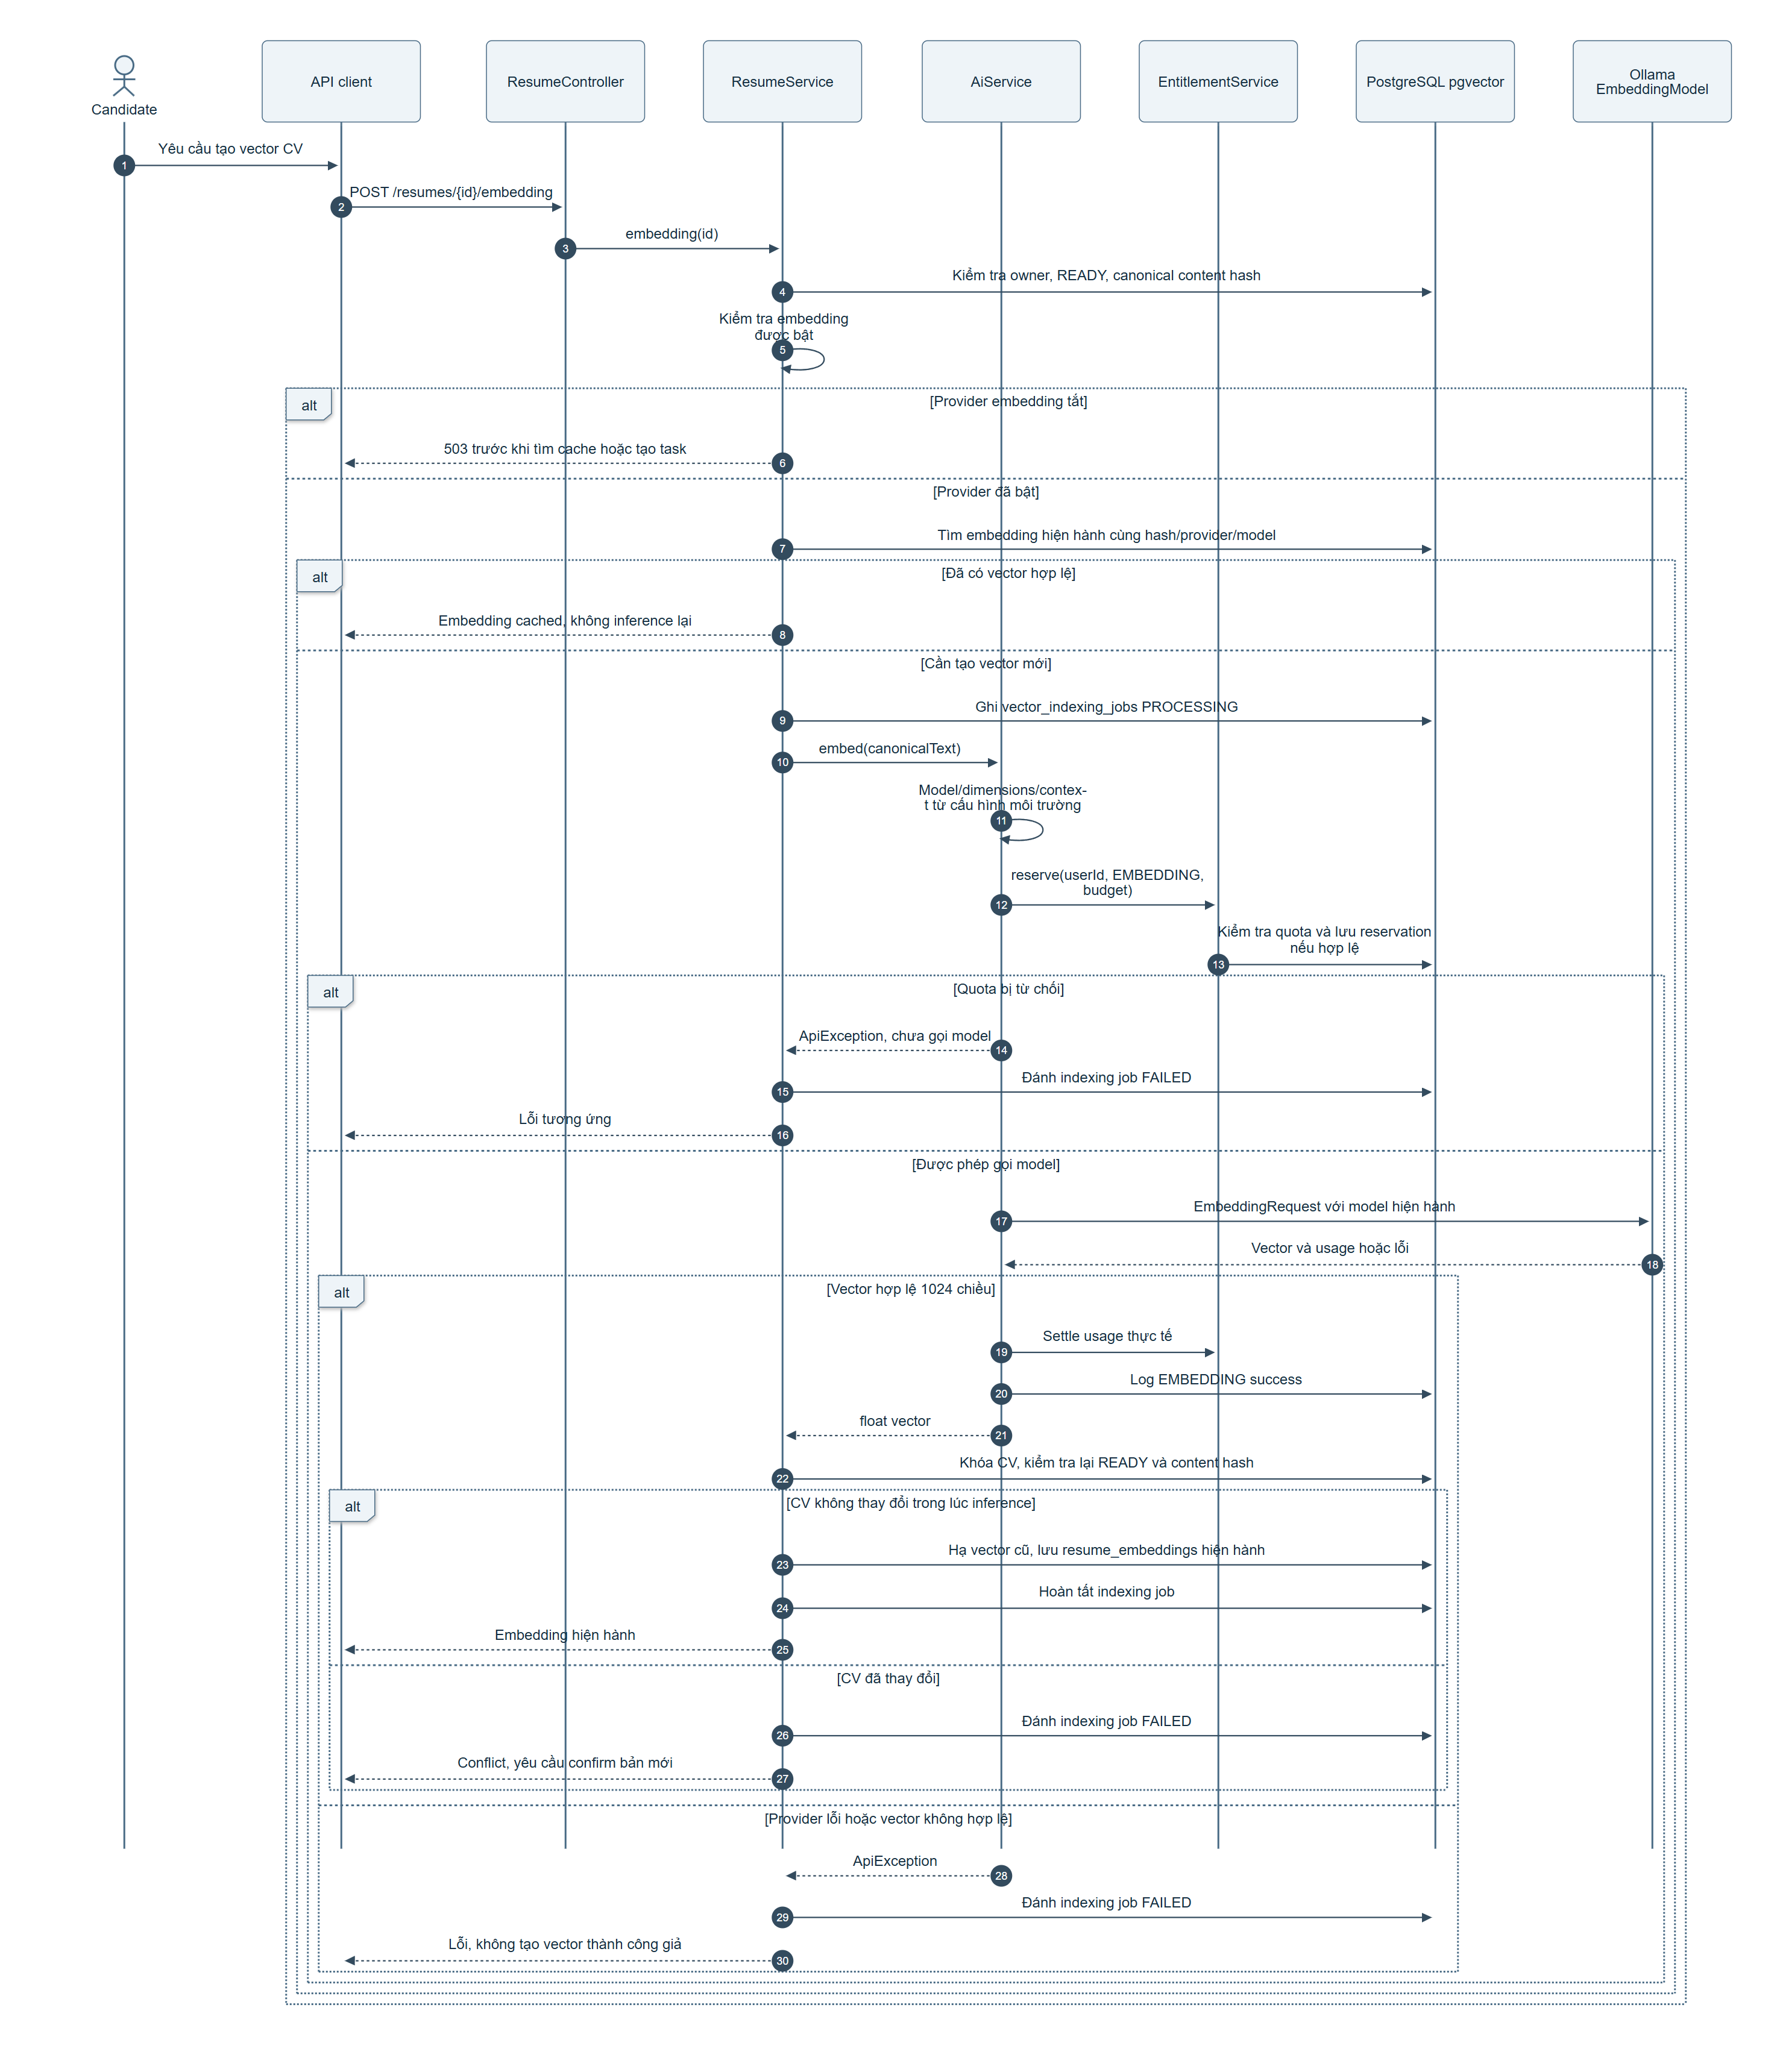 Candidate
API client
ResumeController
ResumeService
AiService
EntitlementService
PostgreSQL pgvector
Ollama
EmbeddingModel
Yêu cầu tạo vector CV
1
POST /resumes/{id}/embedding
2
embedding(id)
3
Kiểm tra owner, READY, canonical content hash
4
Kiểm tra embedding
được bật
5
alt
[Provider embedding tắt]
503 trước khi tìm cache hoặc tạo task
6
[Provider đã bật]
Tìm embedding hiện hành cùng hash/provider/model
7
alt
[Đã có vector hợp lệ]
Embedding cached, không inference lại
8
[Cần tạo vector mới]
Ghi vector_indexing_jobs PROCESSING
9
embed(canonicalText)
10
Model/dimensions/contex-
t từ cấu hình môi trường
11
reserve(userId, EMBEDDING,
budget)
12
Kiểm tra quota và lưu reservation
nếu hợp lệ
13
alt
[Quota bị từ chối]
ApiException, chưa gọi model
14
Đánh indexing job FAILED
15
Lỗi tương ứng
16
[Được phép gọi model]
EmbeddingRequest với model hiện hành
17
Vector và usage hoặc lỗi
18
alt
[Vector hợp lệ 1024 chiều]
Settle usage thực tế
19
Log EMBEDDING success
20
float vector
21
Khóa CV, kiểm tra lại READY và content hash
22
alt
[CV không thay đổi trong lúc inference]
Hạ vector cũ, lưu resume_embeddings hiện hành
23
Hoàn tất indexing job
24
Embedding hiện hành
25
[CV đã thay đổi]
Đánh indexing job FAILED
26
Conflict, yêu cầu confirm bản mới
27
[Provider lỗi hoặc vector không hợp lệ]
ApiException
28
Đánh indexing job FAILED
29
Lỗi, không tạo vector thành công giả
30